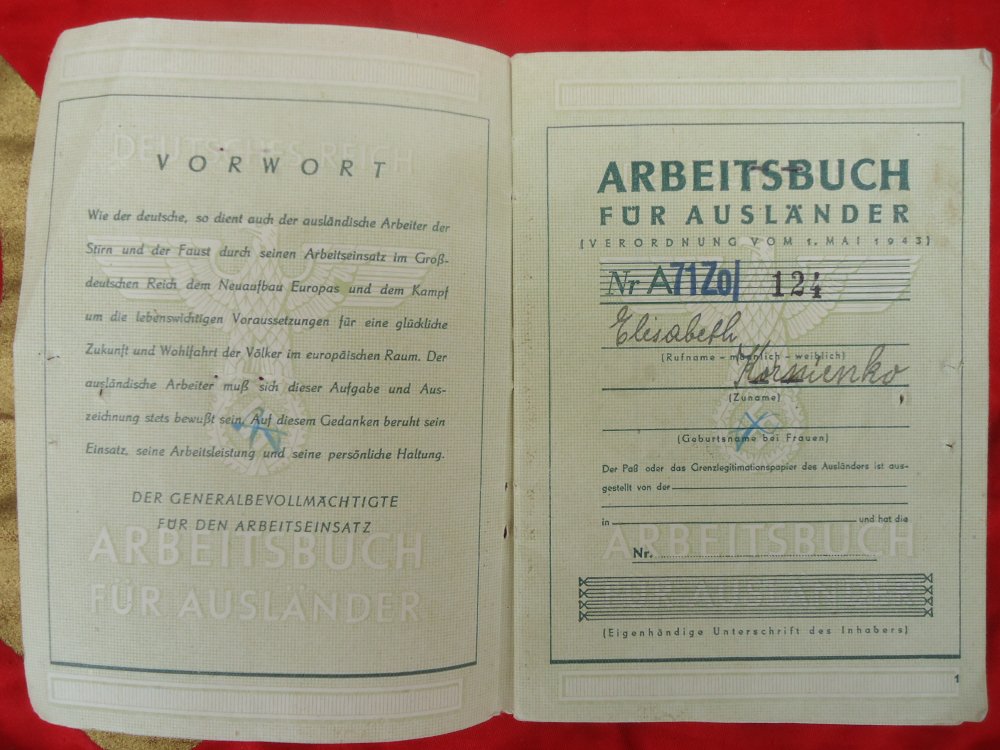 DEUTSCHES REICH
VORWORT
Wie der deutsche, so dient auch der ausländische Arbeiter der
Stirn und der Faust durch seinen Arbeitseinsatz im Groß-
deutschen Reich dem Neuaufbau Europas und dem Kampf
um die lebenswichtigen Voraussetzungen für eine glückliche
Zukunft und Wohlfahrt der Völker im europäischen Raum. Der
ausländische Arbeiter muß sich dieser Aufgabe und Aus-
zeichnung stets bewußt sein. Auf diesem Gedanken beruht sein
Einsatz, seine Arbeitsleistung und seine persönliche Haltung.
DER GENERALBEVOLLMÄCHTIGTE
FÜR DEN ARBEITSEINSATZ
ARBEITSBUCH
FÜR AUSLÄNDER
ARBEITSBUCH
FÜR AUSLÄNDER
(VERORDNUNG VOM 1. MAI 1943)
Nr A71Zo/ 124
Elisabeth
(Rufname – männlich – weiblich)
Kornienko
(Zuname)
(Geburtsname bei Frauen)
Der Paß oder das Grenzlegitimationspapier des Ausländers ist aus-
gestellt von der
in und hat die
ARBEITSBUCH
Nr.
FÜR AUSLÄNDER
(Eigenhändige Unterschrift des Inhabers)
1